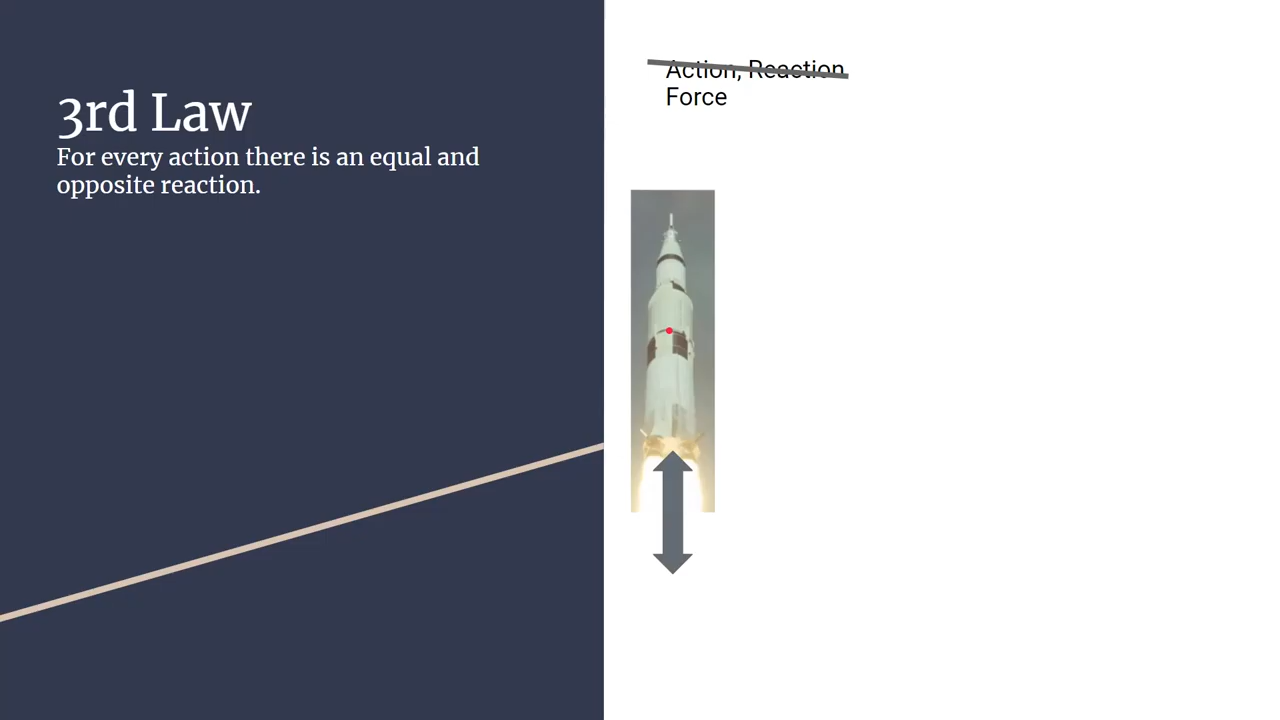 3rd Law
For every action there is an equal and
opposite reaction.
Action, Reaction
Force